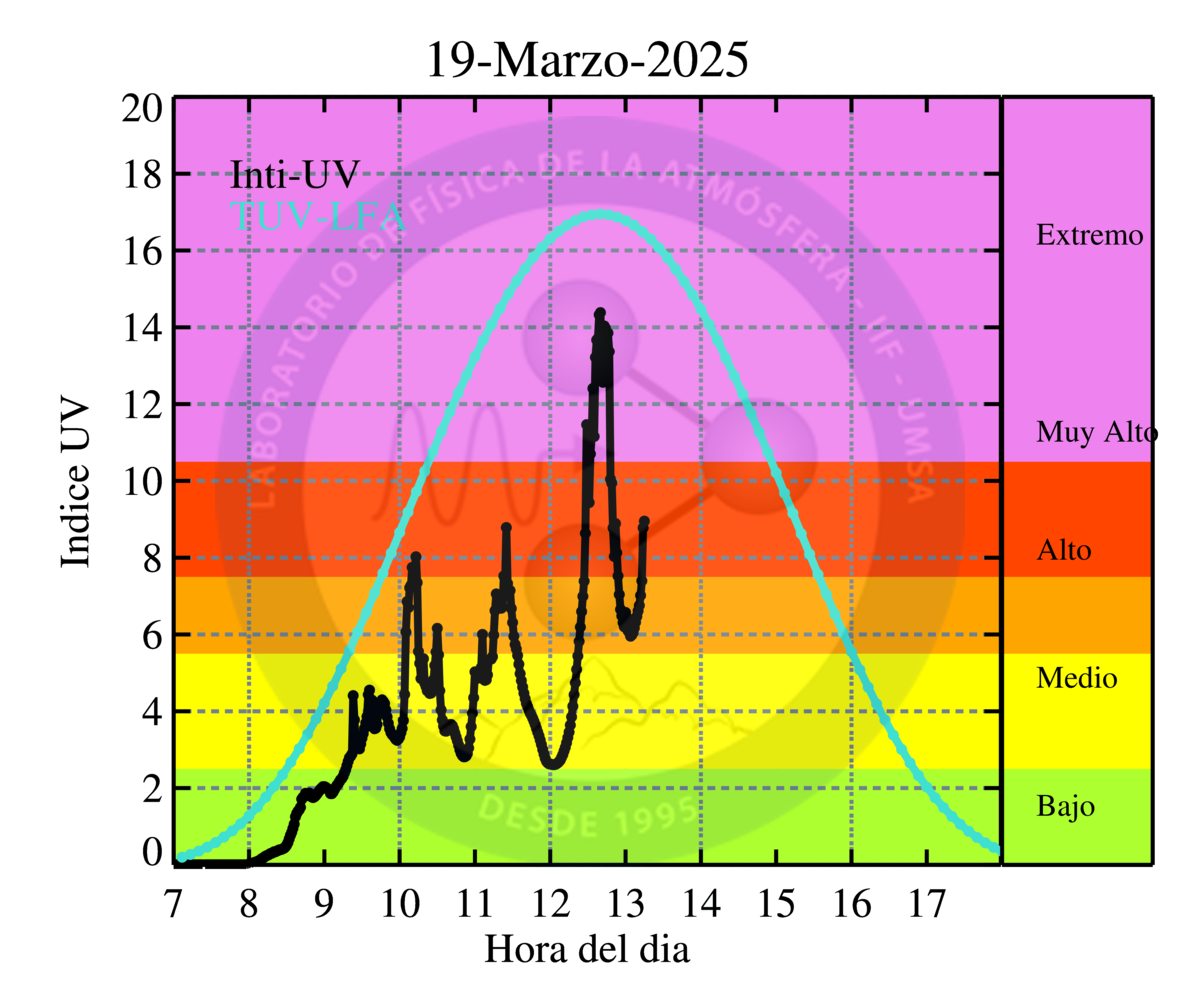 19-Marzo-2025
20
18
16
14
12
10
8
6
4
2
0
Indice UV
Inti-UV
TUV-LFA
LABORATORIO DE FÍSICA DE LA ATMÓSFERA - IIF - UMSA
DESDE 1995
Extremo
Muy Alto
Alto
Medio
Bajo
7 8 9 10 11 12 13 14 15 16 17
Hora del dia